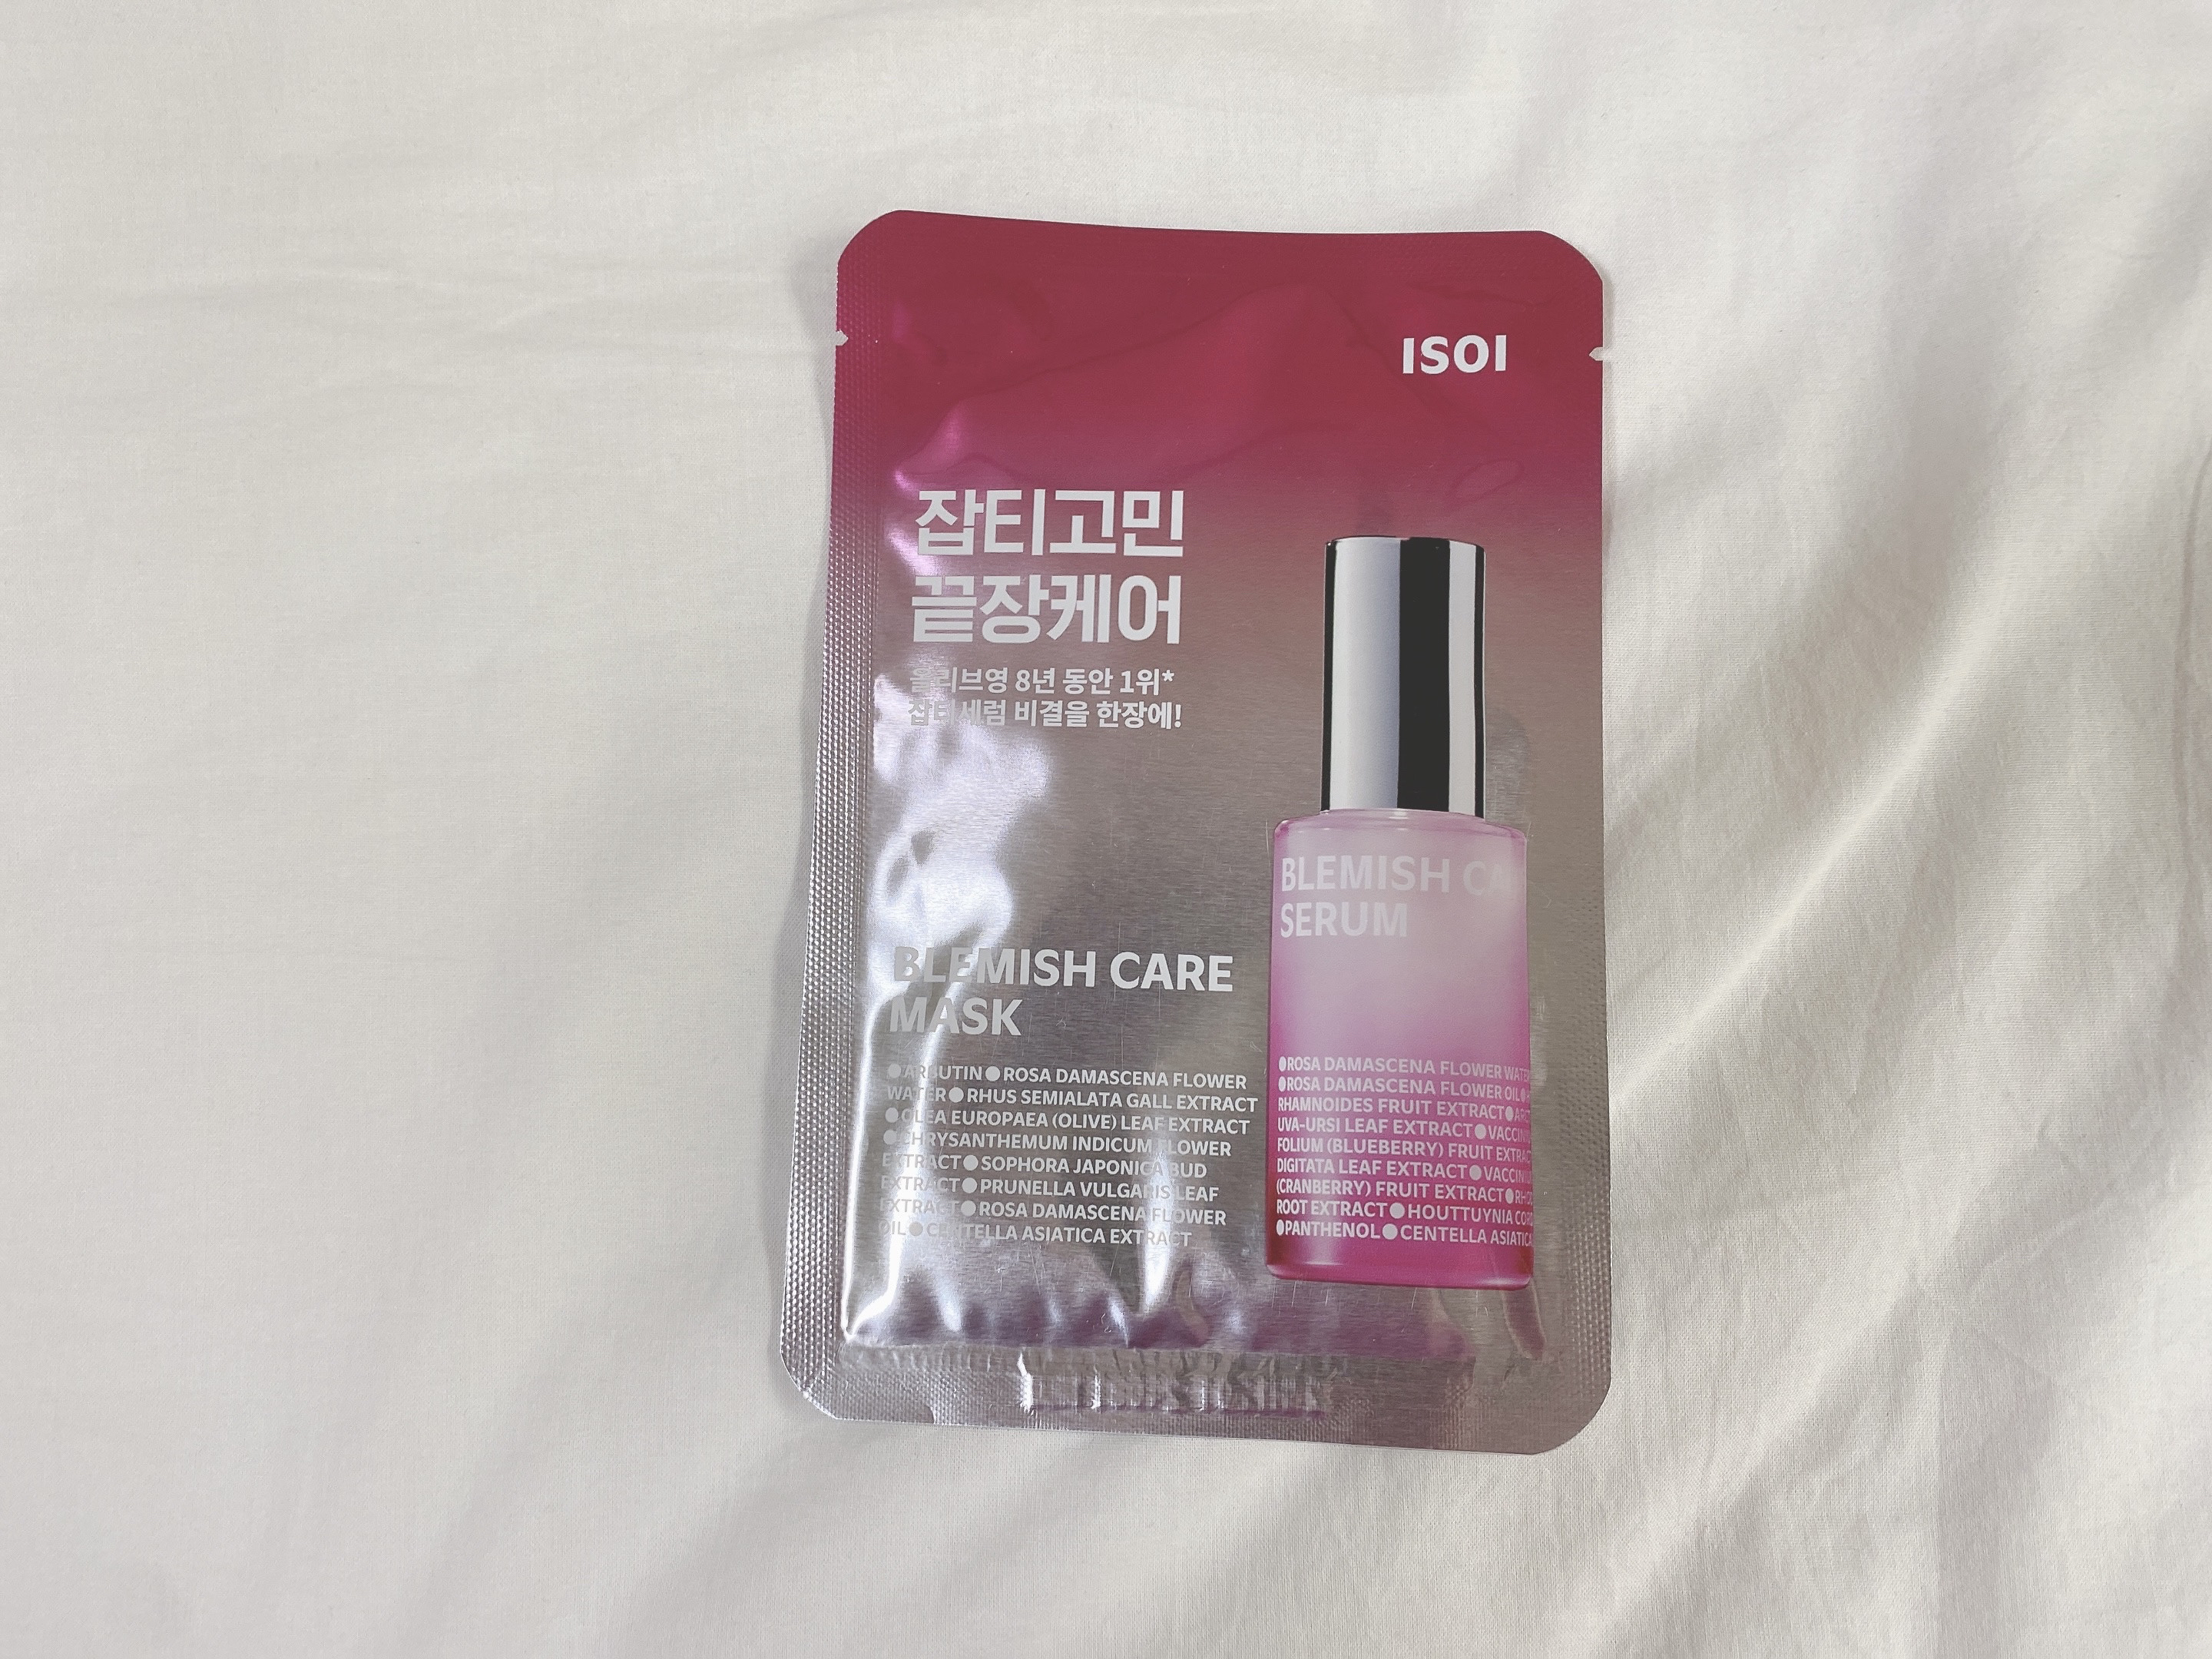 ISOI
잡티고민
끝장케어
올리브영 8년 동안 1위*
잡티세럼 비결을 한장에!
BLEMISH CARE
MASK
●ARBUTIN●ROSA DAMASCENA FLOWER
WATER●RHUS SEMIALATA GALL EXTRACT
●OLEA EUROPAEA (OLIVE) LEAF EXTRACT
●CHRYSANTHEMUM INDICUM FLOWER
EXTRACT●SOPHORA JAPONICA BUD
EXTRACT●PRUNELLA VULGARIS LEAF
EXTRACT●ROSA DAMASCENA FLOWER
OIL●CENTELLA ASIATICA EXTRACT
BLEMISH CA
SERUM
●ROSA DAMASCENA FLOWER WATE
●ROSA DAMASCENA FLOWER OIL●
RHAMNOIDES FRUIT EXTRACT●
UVA-URSI LEAF EXTRACT●VACCIN
FOLIUM (BLUEBERRY) FRUIT EXTRAC
DIGITATA LEAF EXTRACT●VACCIN
(CRANBERRY) FRUIT EXTRACT●
ROOT EXTRACT●HOUTTUYNIA COR
●PANTHENOL●CENTELLA ASIATIC